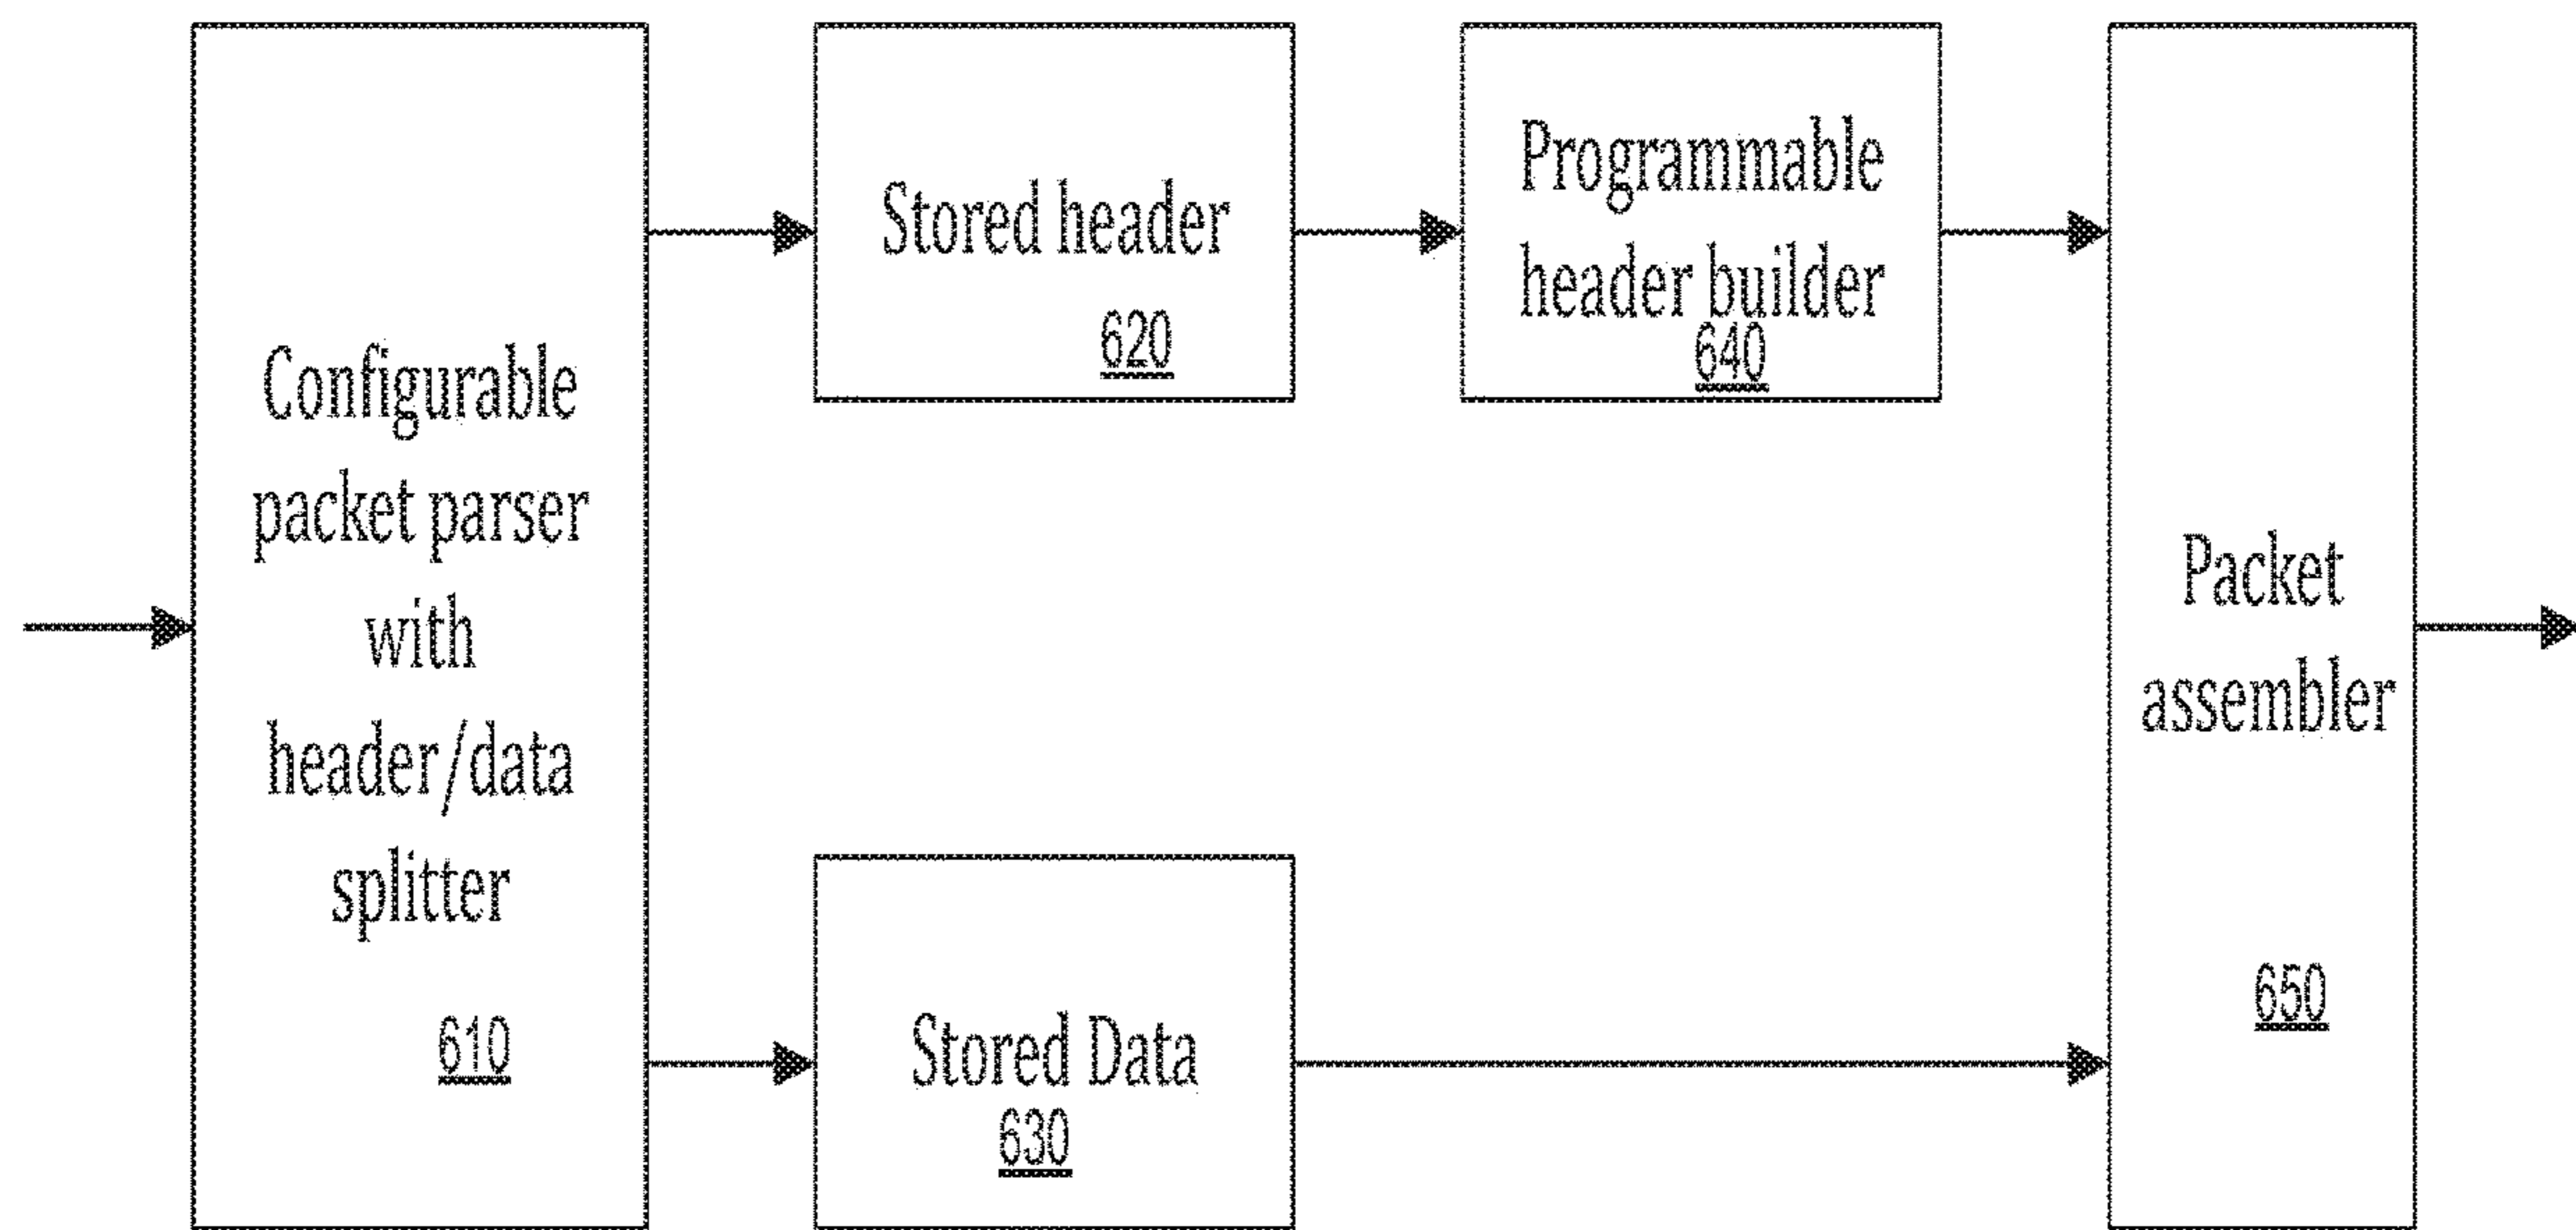 Configurable
packet parser
with
header/data
splitter
610
Stored header
620
Programmable
header builder
640
Stored Data
630
Packet
assembler
650